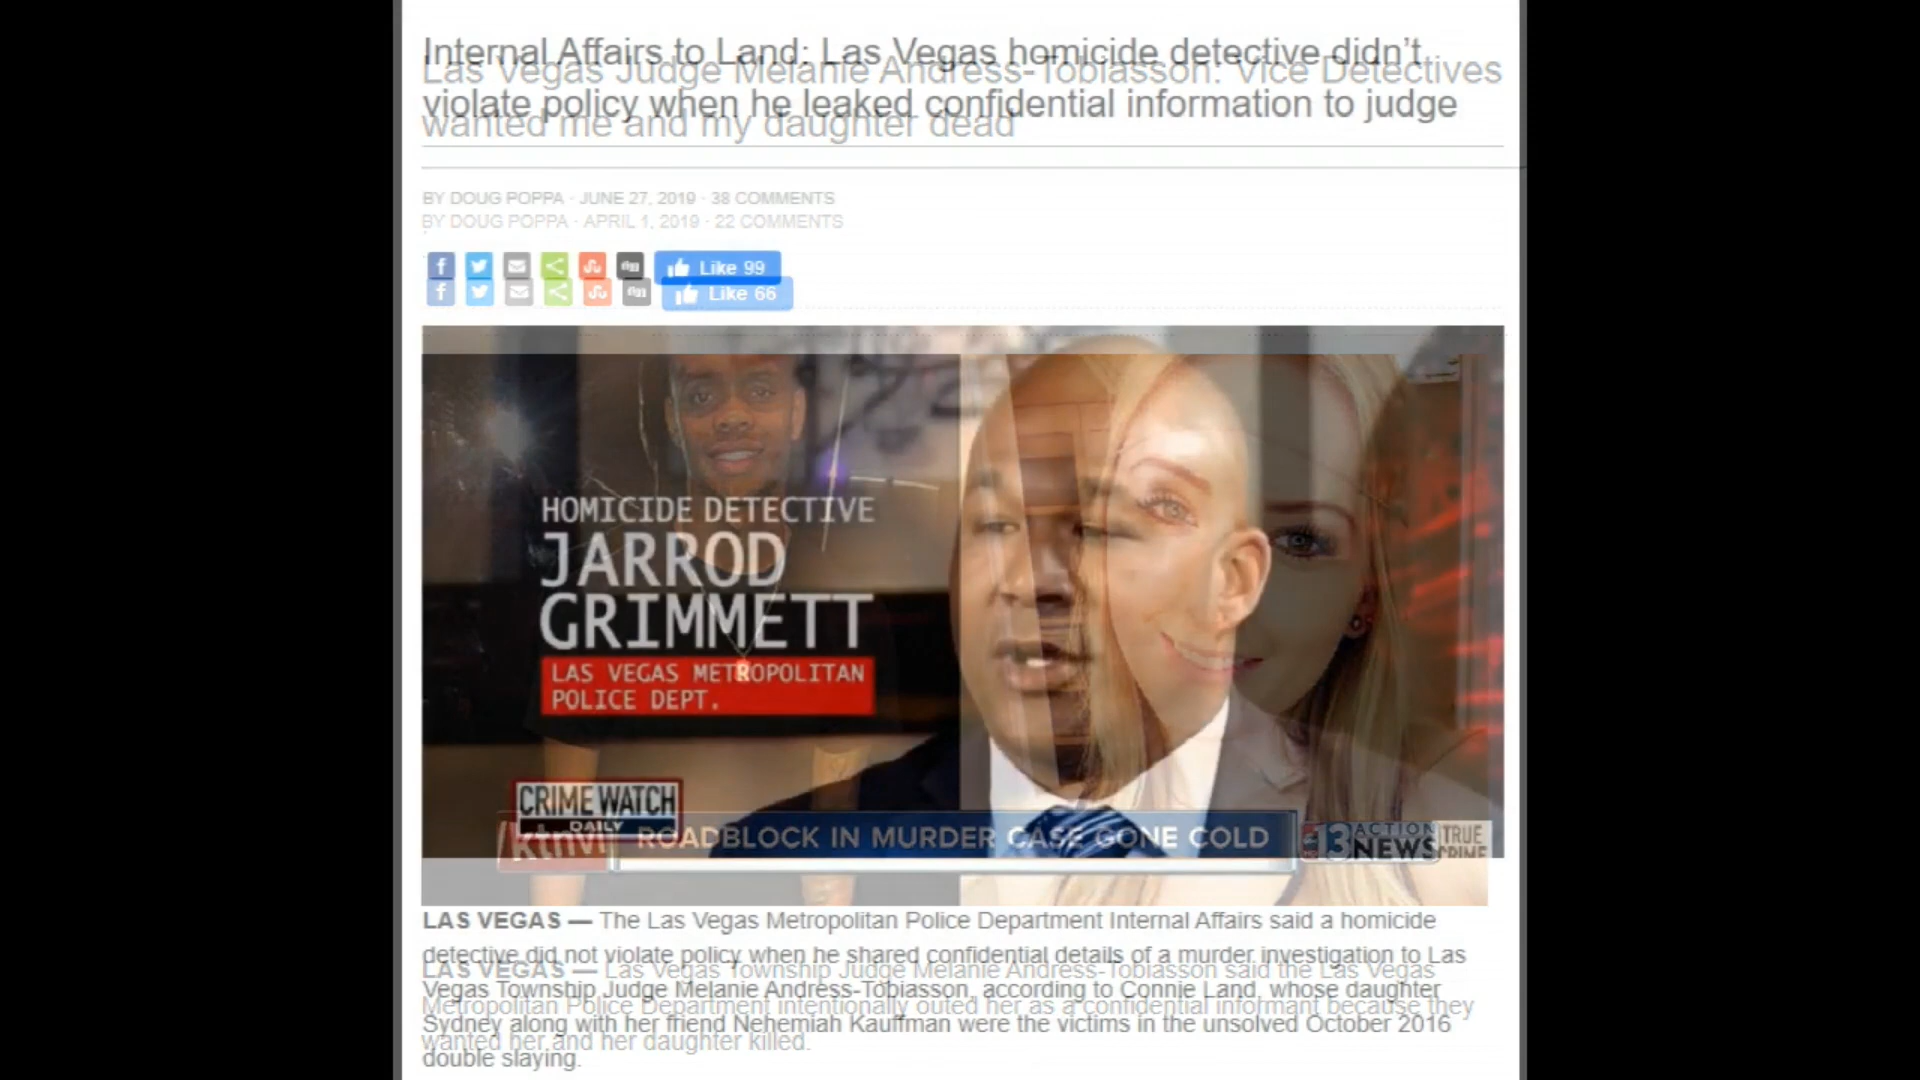 Internal Affairs to Land: Las Vegas homicide detective didn't
Las Vegas Judge Melanie Andress-Tobiasson: Vice Detectives
violate policy when he leaked confidential information to judge
wanted me and my daughter dead
BY DOUG POPPA · JUNE 27, 2019 · 38 COMMENTS
BY DOUG POPPA · APRIL 1, 2019 · 22 COMMENTS
Like 99
Like 66
HOMICIDE DETECTIVE
JARROD
GRIMMETT
LAS VEGAS METROPOLITAN
POLICE DEPT.
CRIME WATCH
DAILY
ktnv
ROADBLOCK IN MURDER CASE GONE COLD
13 ACTION
NEWS
TRUE
CRIME
LAS VEGAS — The Las Vegas Metropolitan Police Department Internal Affairs said a homicide
detective did not violate policy when he shared confidential details of a murder investigation to Las
LAS VEGAS — Las Vegas Township Judge Melanie Andress-Tobiasson said the Las Vegas
Vegas Township Judge Melanie Andress-Tobiasson, according to Connie Land, whose daughter
Metropolitan Police Department intentionally outed her as a confidential informant because they
Sydney along with her friend Nehemiah Kauffman were the victims in the unsolved October 2016
wanted her and her daughter killed.
double slaying.